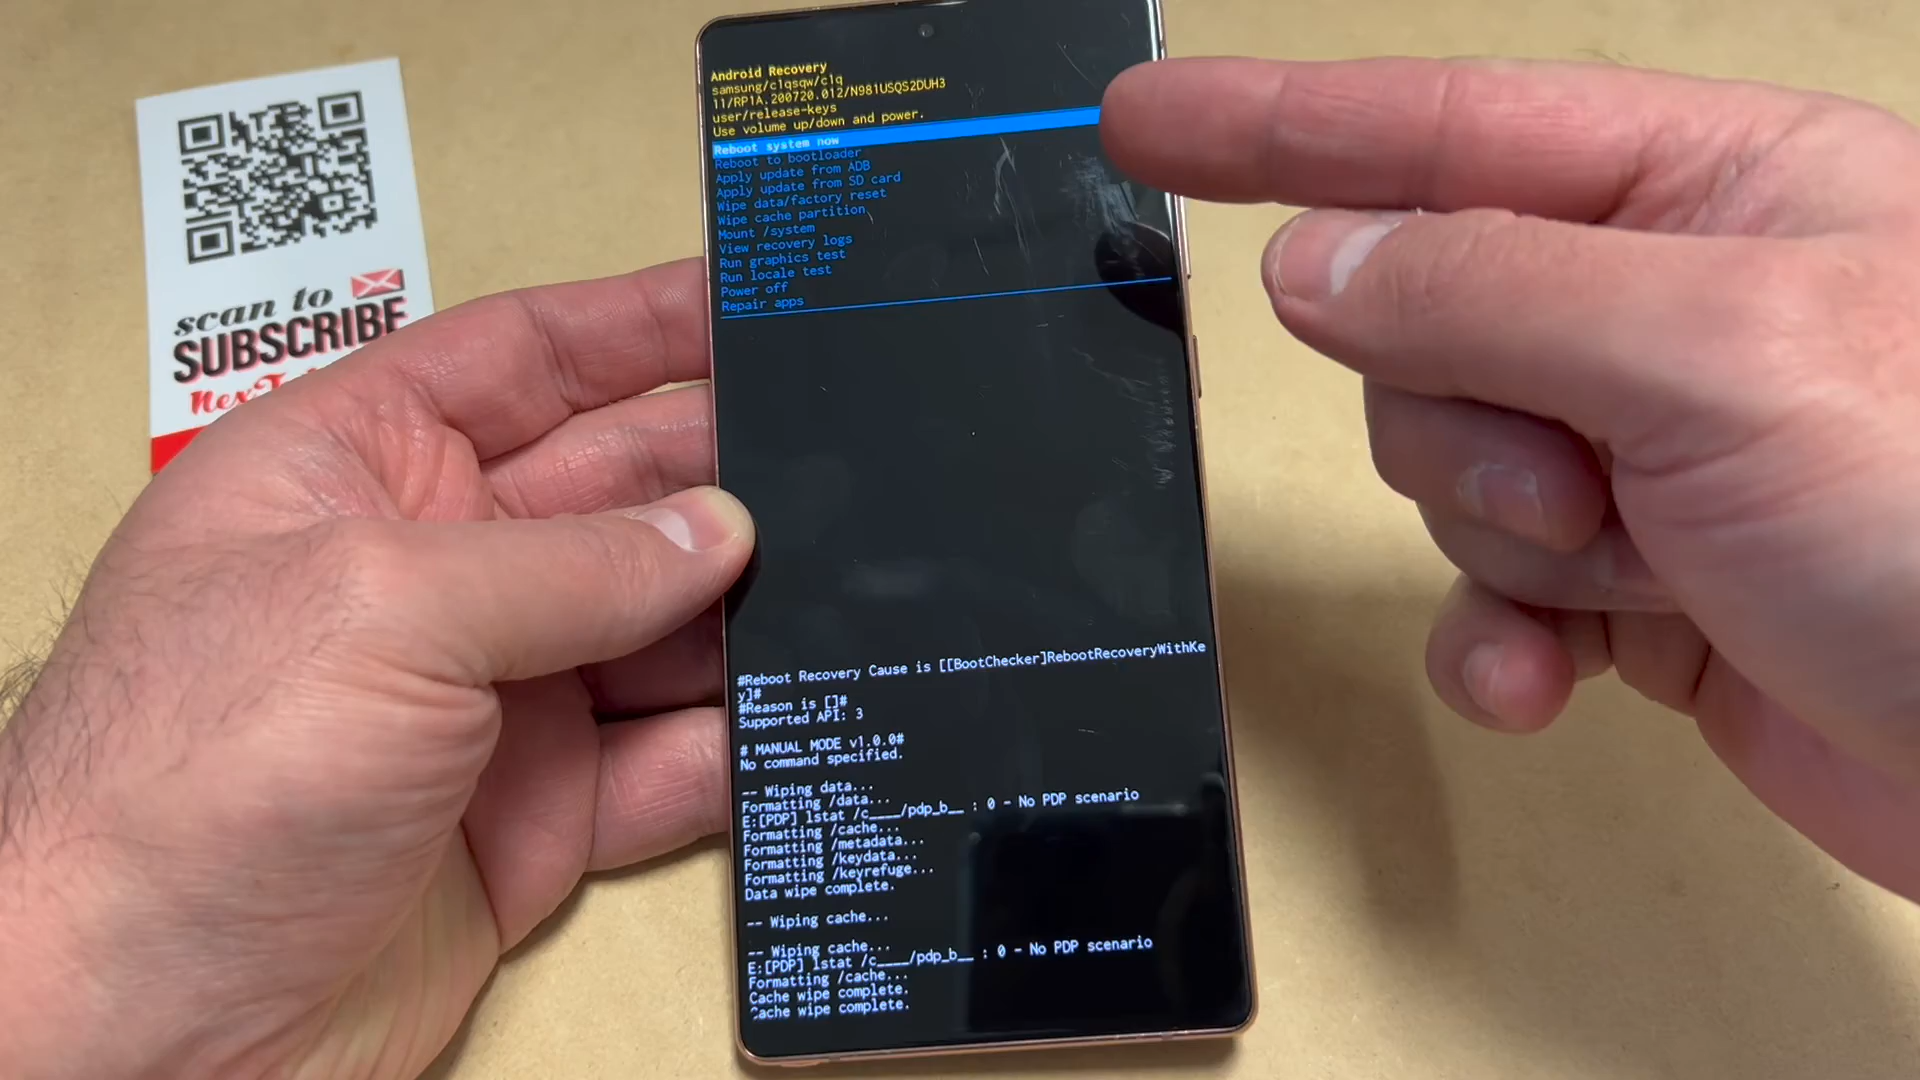 scan to
SUBSCRIBE
Android Recovery
samsung/c1qsqw/c1q
11/RP1A.200720.012/N981USQS2DUH3
user/release-keys
Use volume up/down and power.
Reboot system now
Reboot to bootloader
Apply update from ADB
Apply update from SD card
Wipe data/factory reset
Wipe cache partition
Mount /system
View recovery logs
Run graphics test
Run locale test
Power off
Repair apps
#Reboot Recovery Cause is [[BootChecker]RebootRecoveryWithKe
y]#
#Reason is []#
Supported API: 3
# MANUAL MODE v1.0.0#
No command specified.
-- Wiping data...
Formatting /data...
E:[PDP] lstat /c____/pdp_b__ : 0 - No PDP scenario
Formatting /cache...
Formatting /metadata...
Formatting /keydata...
Formatting /keyrefuge...
Data wipe complete.
-- Wiping cache...
-- Wiping cache...
E:[PDP] lstat /c____/pdp_b__ : 0 - No PDP scenario
Formatting /cache...
Cache wipe complete.
Cache wipe complete.